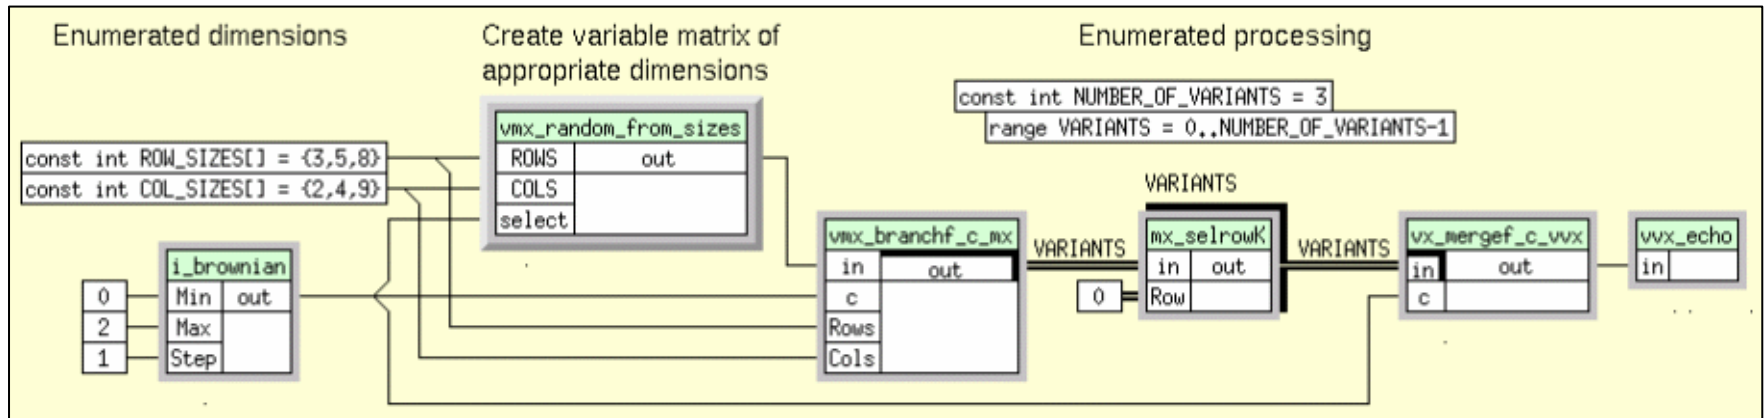 Enumerated dimensions
Create variable matrix of
appropriate dimensions
Enumerated processing
const int NUMBER_OF_VARIANTS = 3
range VARIANTS = 0..NUMBER_OF_VARIANTS-1
const int ROW_SIZES[] = {3,5,8}
const int COL_SIZES[] = {2,4,9}
vmx_random_from_sizes
ROWS out
COLS
select
i_brownian
0 Min out
2 Max
1 Step
vmx_branchf_c_mx
in out
c
Rows
Cols
VARIANTS
VARIANTS
mx_selrowK
in out
0 Row
VARIANTS
vx_mergef_c_vvx
in out
c
vvx_echo
in